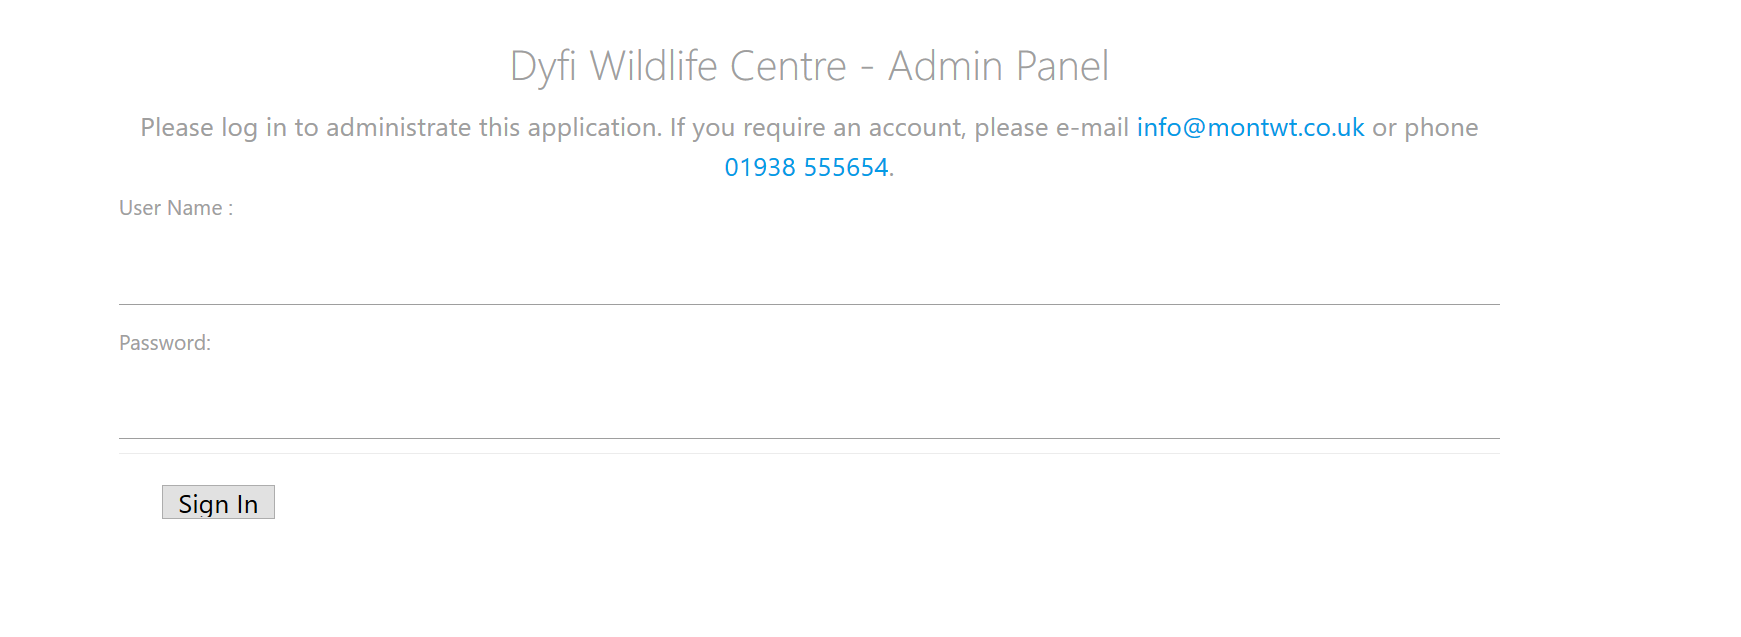 Dyfi Wildlife Centre - Admin Panel
Please log in to administrate this application. If you require an account, please e-mail info@montwt.co.uk or phone
01938 555654.
User Name :
Password:
Sign In